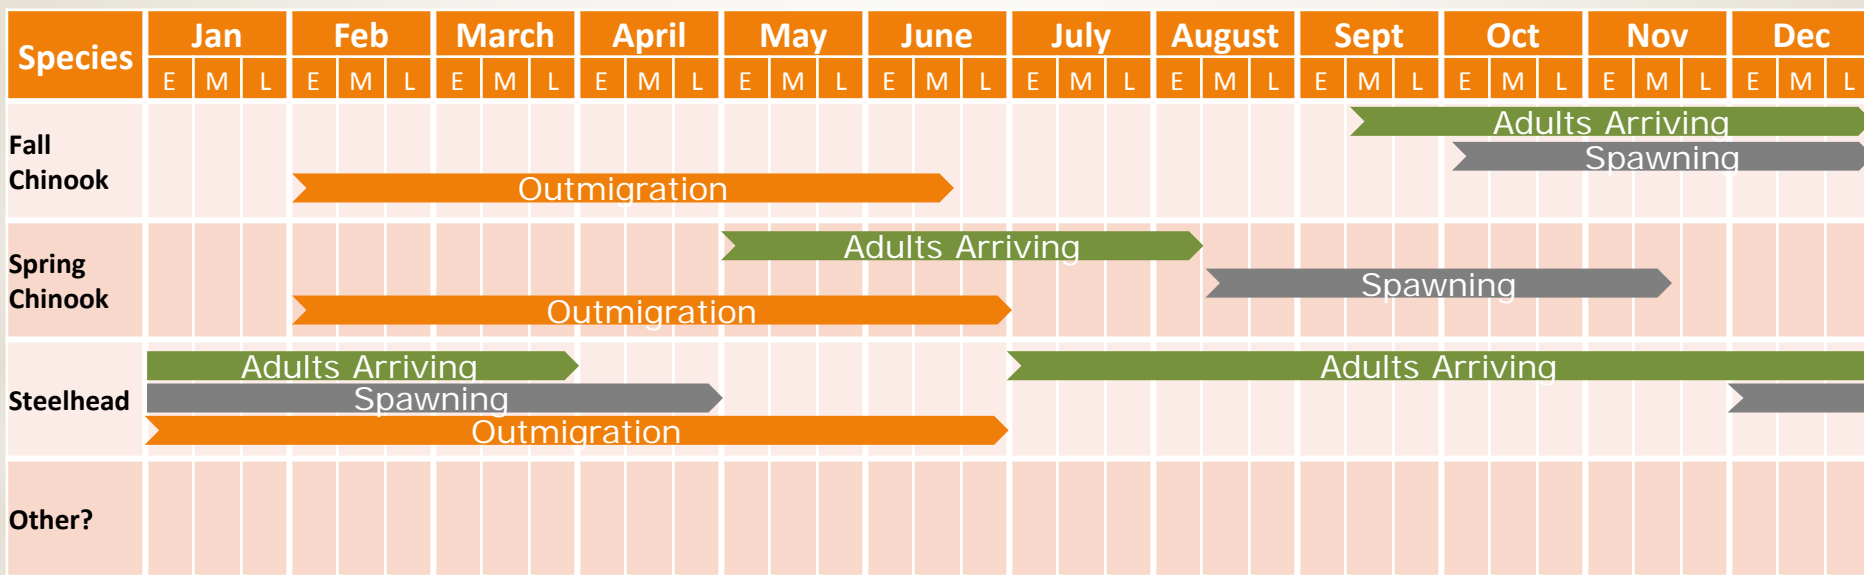 Species Jan Feb March April May June July August Sept Oct Nov Dec
E M L E M L E M L E M L E M L E M L E M L E M L E M L E M L E M L E M L
Adults Arriving
Fall
Spawning
Chinook
Outmigration
Adults Arriving
Spring
Spawning
Chinook
Outmigration
Adults Arriving Adults Arriving
Steelhead Spawning
Outmigration
Other?